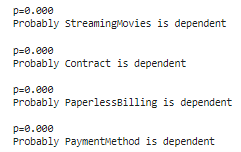 p=0.000
Probably StreamingMovies is dependent
p=0.000
Probably Contract is dependent
p=0.000
Probably PaperlessBilling is dependent
p=0.000
Probably PaymentMethod is dependent